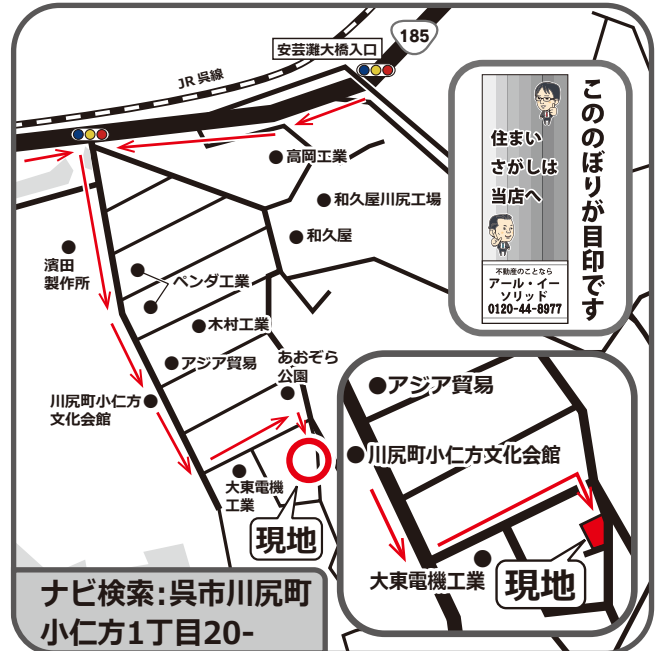 安芸灘大橋入口
185
JR呉線
高岡工業
和久屋川尻工場
和久屋
濱田
製作所
ペンダ工業
木村工業
アジア貿易
あおぞら
公園
川尻町小仁方
文化会館
大東電機
工業
現地
このぼりが目印です
住まい
さがしは
当店へ
不動産のことなら
アール・イー
ソリッド
0120-44-8977
アジア貿易
川尻町小仁方文化会館
大東電機工業
現地
ナビ検索:呉市川尻町
小仁方1丁目20-